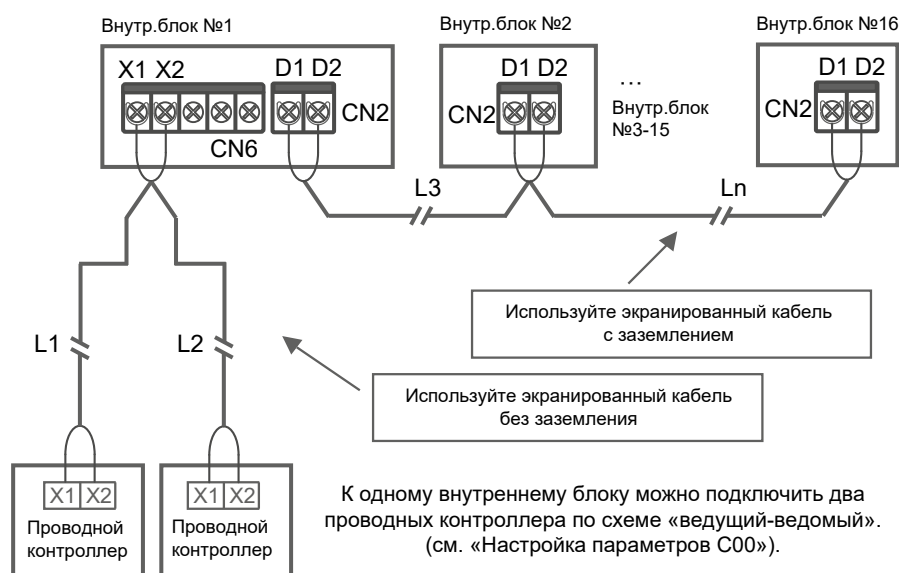 Внутр.блок №1
Внутр.блок №2
Внутр.блок №16
X1 X2
D1 D2
CN2
CN6
D1 D2
CN2
...
Внутр.блок
№3-15
D1 D2
CN2
L3
Ln
Используйте экранированный кабель
с заземлением
L1
L2
Используйте экранированный кабель
без заземления
X1 X2
Проводной
контроллер
X1 X2
Проводной
контроллер
К одному внутреннему блоку можно подключить два
проводных контроллера по схеме «ведущий-ведомый».
(см. «Настройка параметров C00»).